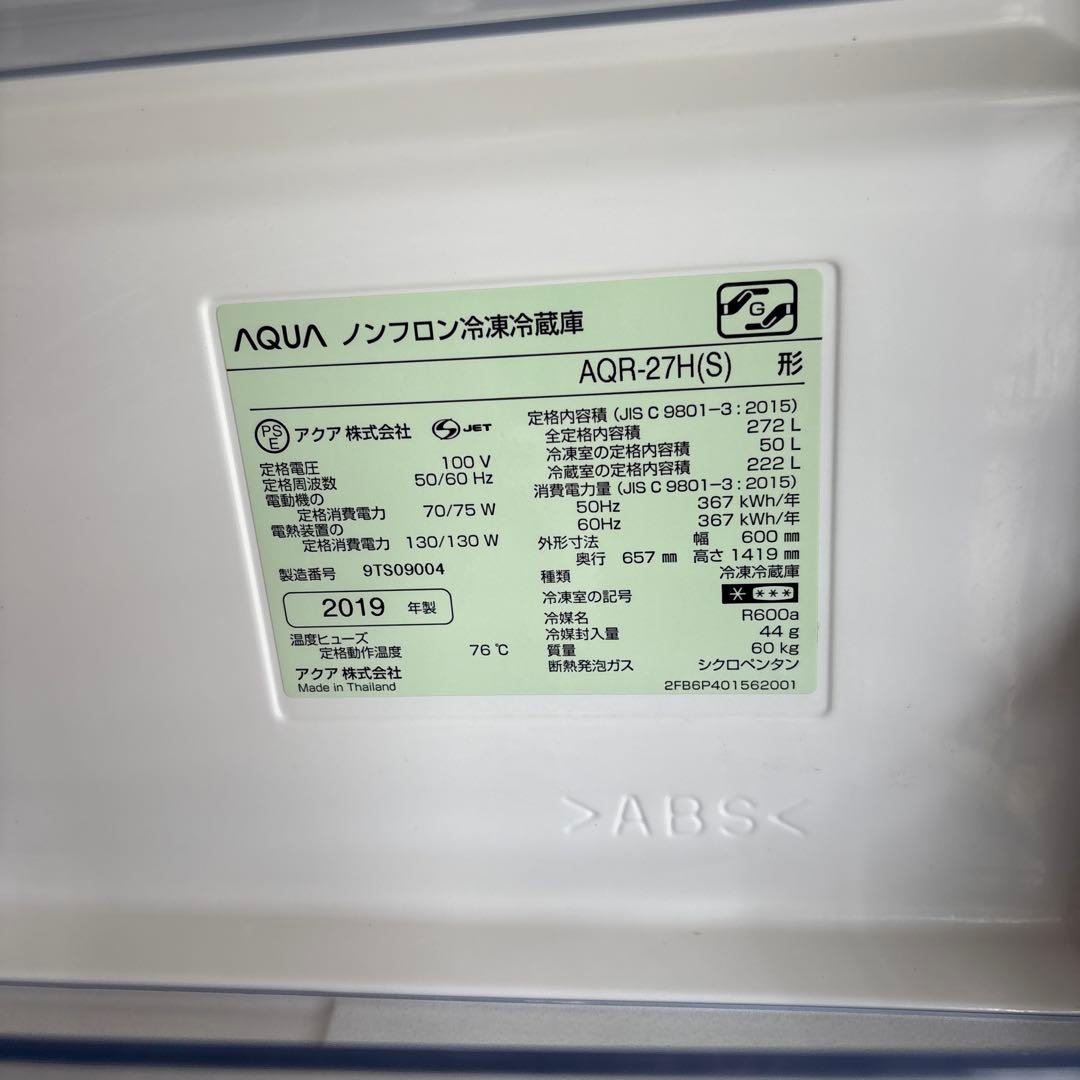 AQUA ノンフロン冷凍冷蔵庫
G
AQR-27H(S) 形
PS E アクア 株式会社 JET
定格電圧 100 V
定格周波数 50/60 Hz
電動機の
定格消費電力 70/75 W
電熱装置の
定格消費電力 130/130 W
製造番号 9TS09004
2019 年製
温度ヒューズ
定格動作温度 76 ℃
アクア 株式会社
Made in Thailand
定格内容積 (JIS C 9801-3 : 2015)
全定格内容積 272 L
冷凍室の定格内容積 50 L
冷蔵室の定格内容積 222 L
消費電力量 (JIS C 9801-3 : 2015)
50Hz 367 kWh/年
60Hz 367 kWh/年
外形寸法 幅 600 mm
奥行 657 mm 高さ 1419 mm
種類 冷凍冷蔵庫
冷凍室の記号 * ***
冷媒名 R600a
冷媒封入量 44 g
質量 60 kg
断熱発泡ガス シクロペンタン
2FB6P401562001
>ABS<